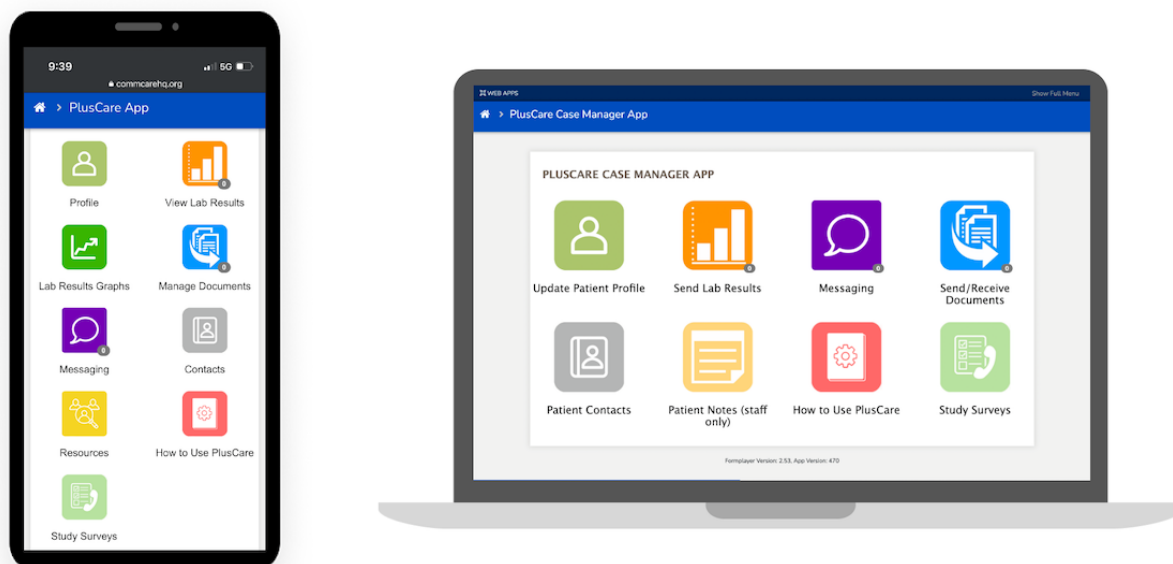 9:39
5G
commcarehq.org
> PlusCare App
0
Profile
View Lab Results
0
Lab Results Graphs
Manage Documents
0
Messaging
Contacts
Resources
How to Use PlusCare
Study Surveys
WEB APPS
Show Full Menu
> PlusCare Case Manager App
PLUSCARE CASE MANAGER APP
0
0
0
Update Patient Profile
Send Lab Results
Messaging
Send/Receive
Documents
Patient Contacts
Patient Notes (staff
only)
How to Use PlusCare
Study Surveys
Formplayer Version: 2.53, App Version: 470